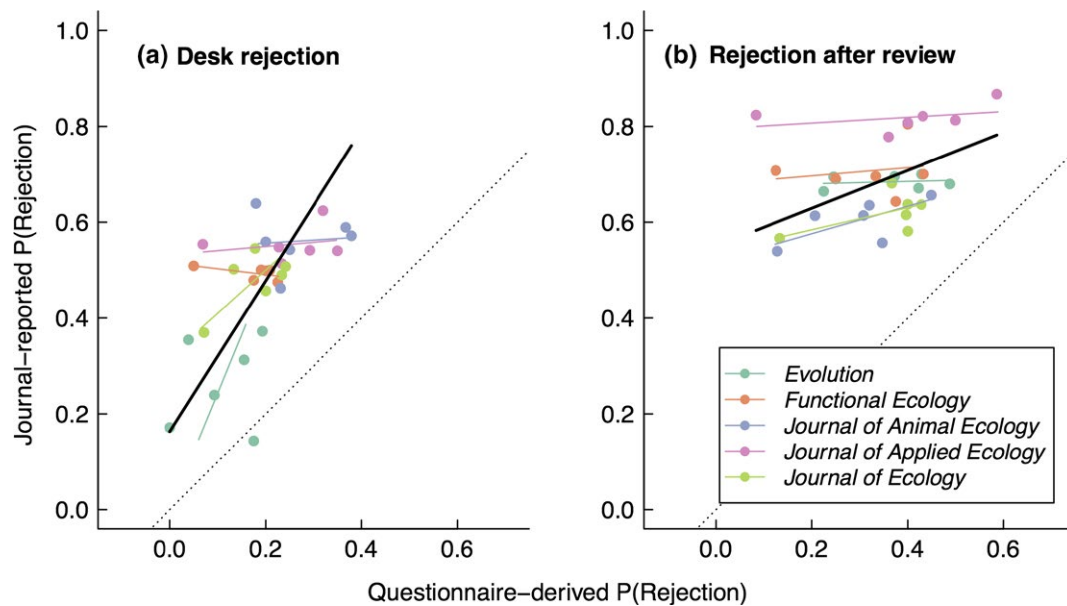 (a) Desk rejection
(b) Rejection after review
Journal−reported P(Rejection)
1.0
0.8
0.6
0.4
0.2
0.0
0.0 0.2 0.4 0.6
1.0
0.8
0.6
0.4
0.2
0.0
0.0 0.2 0.4 0.6
Evolution
Functional Ecology
Journal of Animal Ecology
Journal of Applied Ecology
Journal of Ecology
Questionnaire−derived P(Rejection)